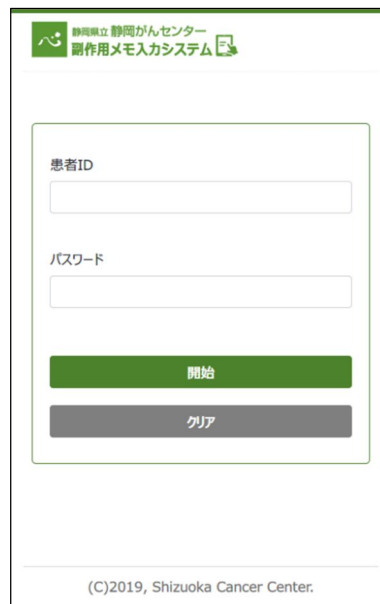 静岡県立 静岡がんセンター
副作用メモ入力システム
患者ID
パスワード
開始
クリア
(C)2019, Shizuoka Cancer Center.